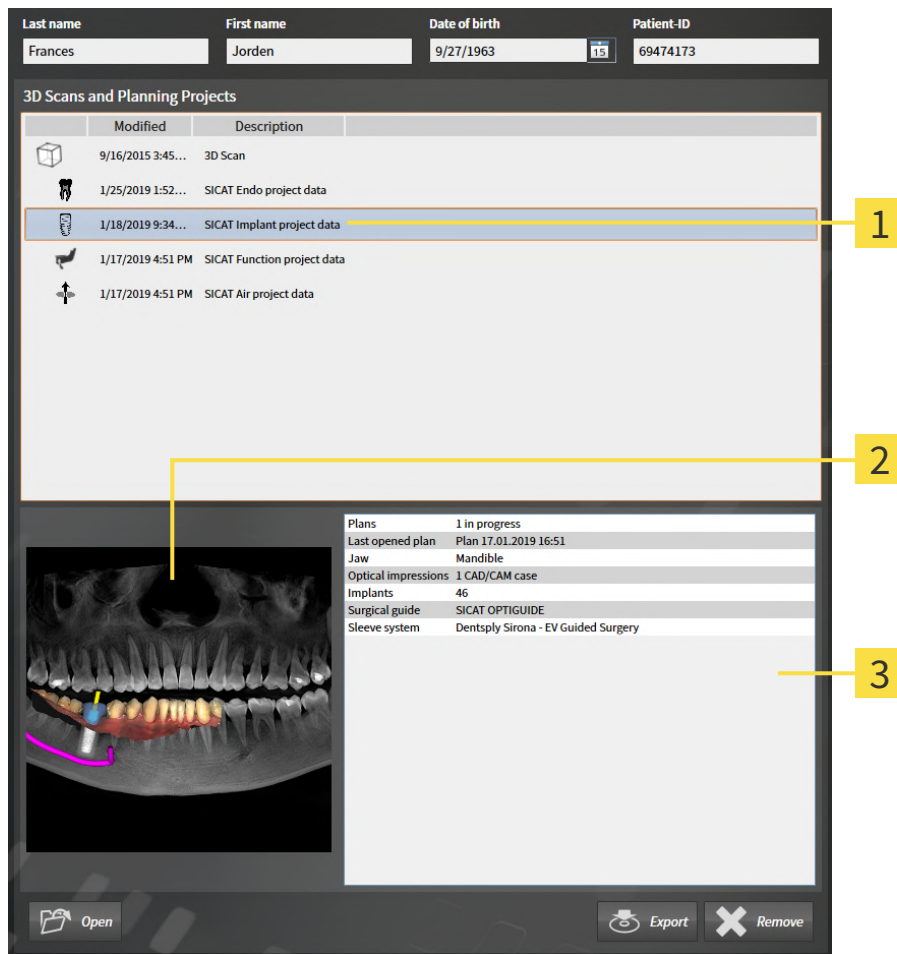 Last name First name Date of birth Patient-ID
Frances Jorden 9/27/1963 15 69474173
3D Scans and Planning Projects
Modified Description
9/16/2015 3:45... 3D Scan
1/25/2019 1:52... SICAT Endo project data
1/18/2019 9:34... SICAT Implant project data
1
1/17/2019 4:51 PM SICAT Function project data
1/17/2019 4:51 PM SICAT Air project data
2
Plans 1 in progress
Last opened plan Plan 17.01.2019 16:51
Jaw Mandible
Optical impressions 1 CAD/CAM case
Implants 46
Surgical guide SICAT OPTIGUIDE
Sleeve system Dentsply Sirona - EV Guided Surgery
3
Open Export Remove